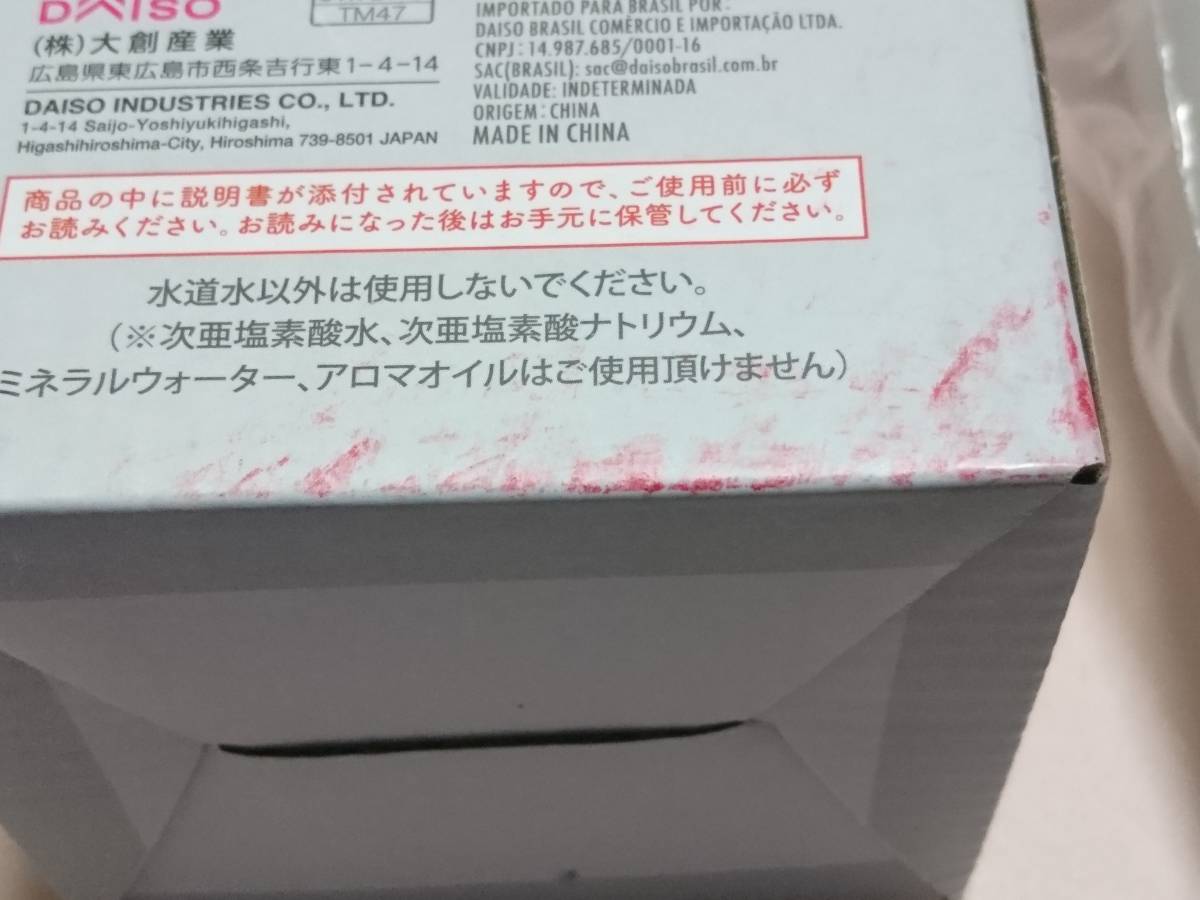 DAISO
TM47
(株)大創産業
広島県東広島市西条吉行東1-4-14
DAISO INDUSTRIES CO., LTD.
1-4-14 Saijo-Yoshiyukihigashi,
Higashihiroshima-City, Hiroshima 739-8501 JAPAN
IMPORTADO PARA BRASIL POR:
DAISO BRASIL COMÉRCIO E IMPORTAÇÃO LTDA.
CNPJ: 14.987.685/0001-16
SAC(BRASIL): sac@daisobrasil.com.br
VALIDADE: INDETERMINADA
ORIGEM: CHINA
MADE IN CHINA
商品の中に説明書が添付されていますので、ご使用前に必ず
お読みください。お読みになった後はお手元に保管してください。
水道水以外は使用しないでください。
(※次亜塩素酸水、次亜塩素酸ナトリウム、
ミネラルウォーター、アロマオイルはご使用頂けません)